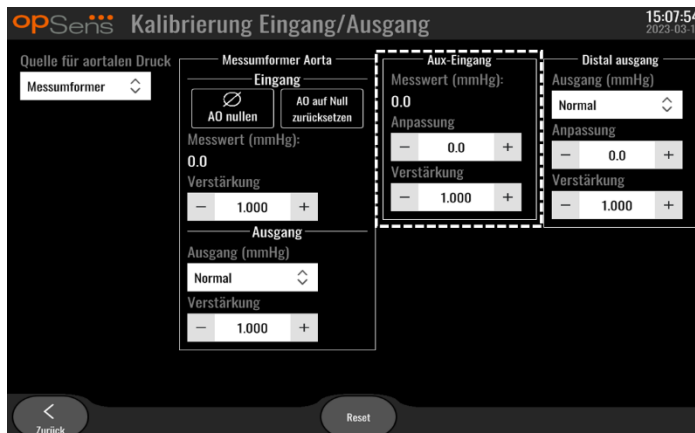 opSens Kalibrierung Eingang/Ausgang
15:07:54
Quelle für aortalen Druck
Messumformer
Messumformer Aorta
Eingang
AO nullen
AO auf Null
zurücksetzen
Messwert (mmHg):
0.0
Verstärkung
− 1.000 +
Ausgang
Ausgang (mmHg)
Normal
Verstärkung
− 1.000 +
Aux-Eingang
Messwert (mmHg):
0.0
Anpassung
− 0.0 +
Verstärkung
− 1.000 +
Distal ausgang
Ausgang (mmHg)
Normal
Anpassung
− 0.0 +
Verstärkung
− 1.000 +
Zurück
Reset